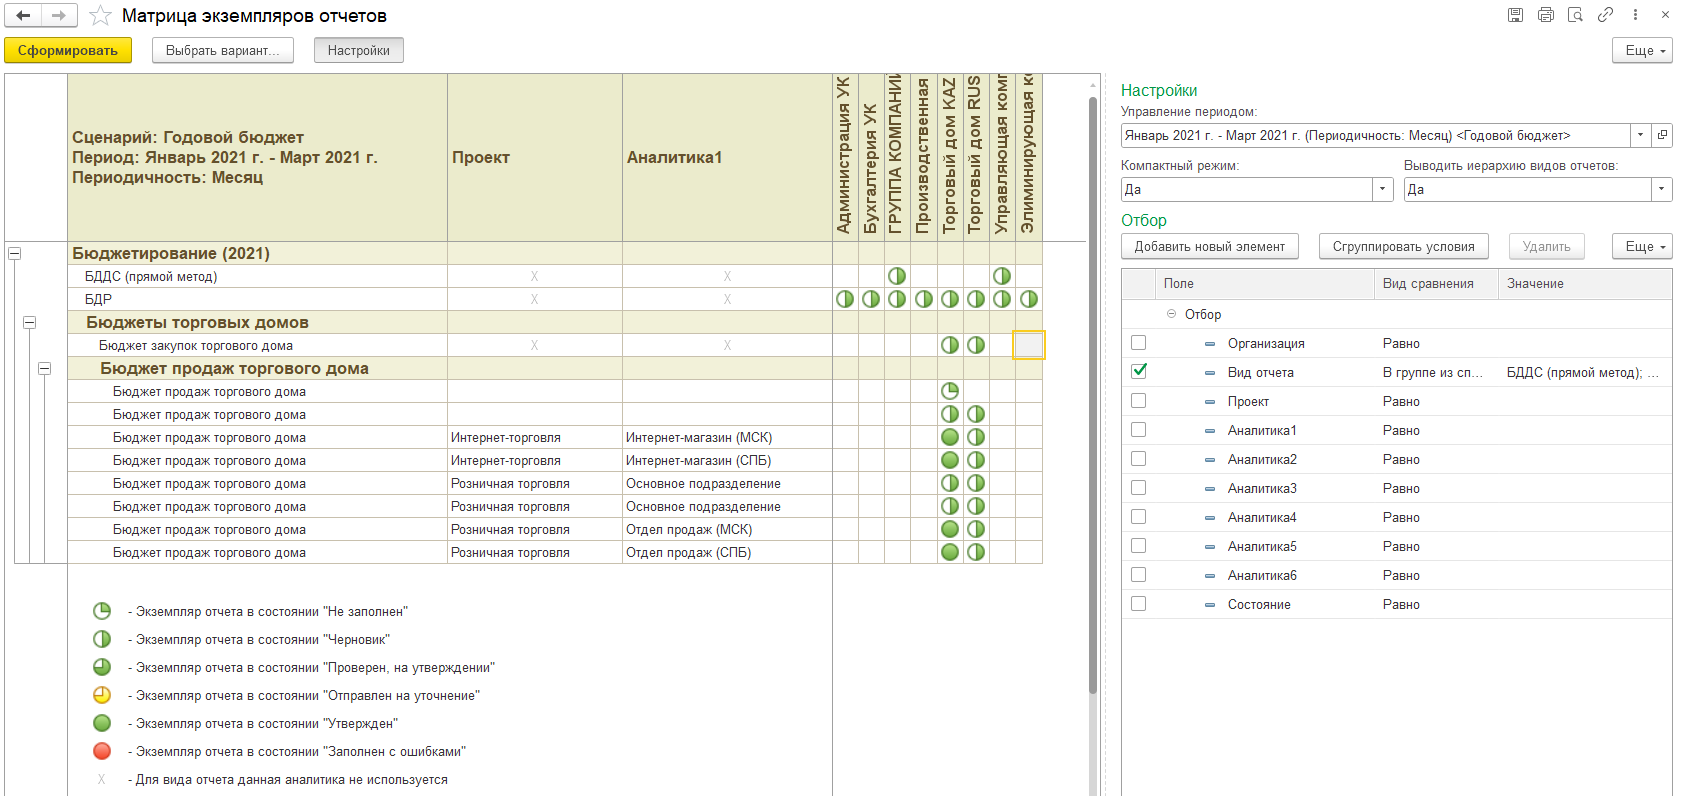 Матрица экземпляров отчетов
Сформировать
Выбрать вариант...
Настройки
Еще
Сценарий: Годовой бюджет
Период: Январь 2021 г. - Март 2021 г.
Периодичность: Месяц
Проект
Аналитика1
Администрация УК
Бухгалтерия УК
ГРУППА КОМПАНИЙ
Производственная
Торговый дом KAZ
Торговый дом RUS
Управляющая комп
Элиминирующая ко
Бюджетирование (2021)
БДДС (прямой метод) X X
БДР X X
Бюджеты торговых домов
Бюджет закупок торгового дома X X
Бюджет продаж торгового дома
Бюджет продаж торгового дома
Бюджет продаж торгового дома
Бюджет продаж торгового дома Интернет-торговля Интернет-магазин (МСК)
Бюджет продаж торгового дома Интернет-торговля Интернет-магазин (СПБ)
Бюджет продаж торгового дома Розничная торговля Основное подразделение
Бюджет продаж торгового дома Розничная торговля Основное подразделение
Бюджет продаж торгового дома Розничная торговля Отдел продаж (МСК)
Бюджет продаж торгового дома Розничная торговля Отдел продаж (СПБ)
- Экземпляр отчета в состоянии "Не заполнен"
- Экземпляр отчета в состоянии "Черновик"
- Экземпляр отчета в состоянии "Проверен, на утверждении"
- Экземпляр отчета в состоянии "Отправлен на уточнение"
- Экземпляр отчета в состоянии "Утвержден"
- Экземпляр отчета в состоянии "Заполнен с ошибками"
X - Для вида отчета данная аналитика не используется
Настройки
Управление периодом:
Январь 2021 г. - Март 2021 г. (Периодичность: Месяц) <Годовой бюджет>
Компактный режим: Выводить иерархию видов отчетов:
Да Да
Отбор
Добавить новый элемент Сгруппировать условия Удалить Еще
Поле Вид сравнения Значение
Отбор
Организация Равно
Вид отчета В группе из сп... БДДС (прямой метод); ...
Проект Равно
Аналитика1 Равно
Аналитика2 Равно
Аналитика3 Равно
Аналитика4 Равно
Аналитика5 Равно
Аналитика6 Равно
Состояние Равно